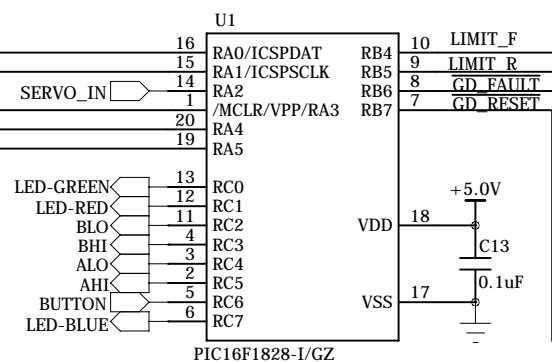 U1
16 RA0/ICSPDAT RB4 10 LIMIT_F
15 RA1/ICSPSCLK RB5 9 LIMIT_R
SERVO_IN 14 RA2 RB6 8 GD_FAULT
1 /MCLR/VPP/RA3 RB7 7 GD_RESET
20 RA4
19 RA5
LED-GREEN 13 RC0
LED-RED 12 RC1
BLO 11 RC2
BHI 4 RC3
ALO 3 RC4
AHI 2 RC5
BUTTON 5 RC6
LED-BLUE 6 RC7
+5.0V
VDD 18
C13
0.1uF
VSS 17
PIC16F1828-I/GZ